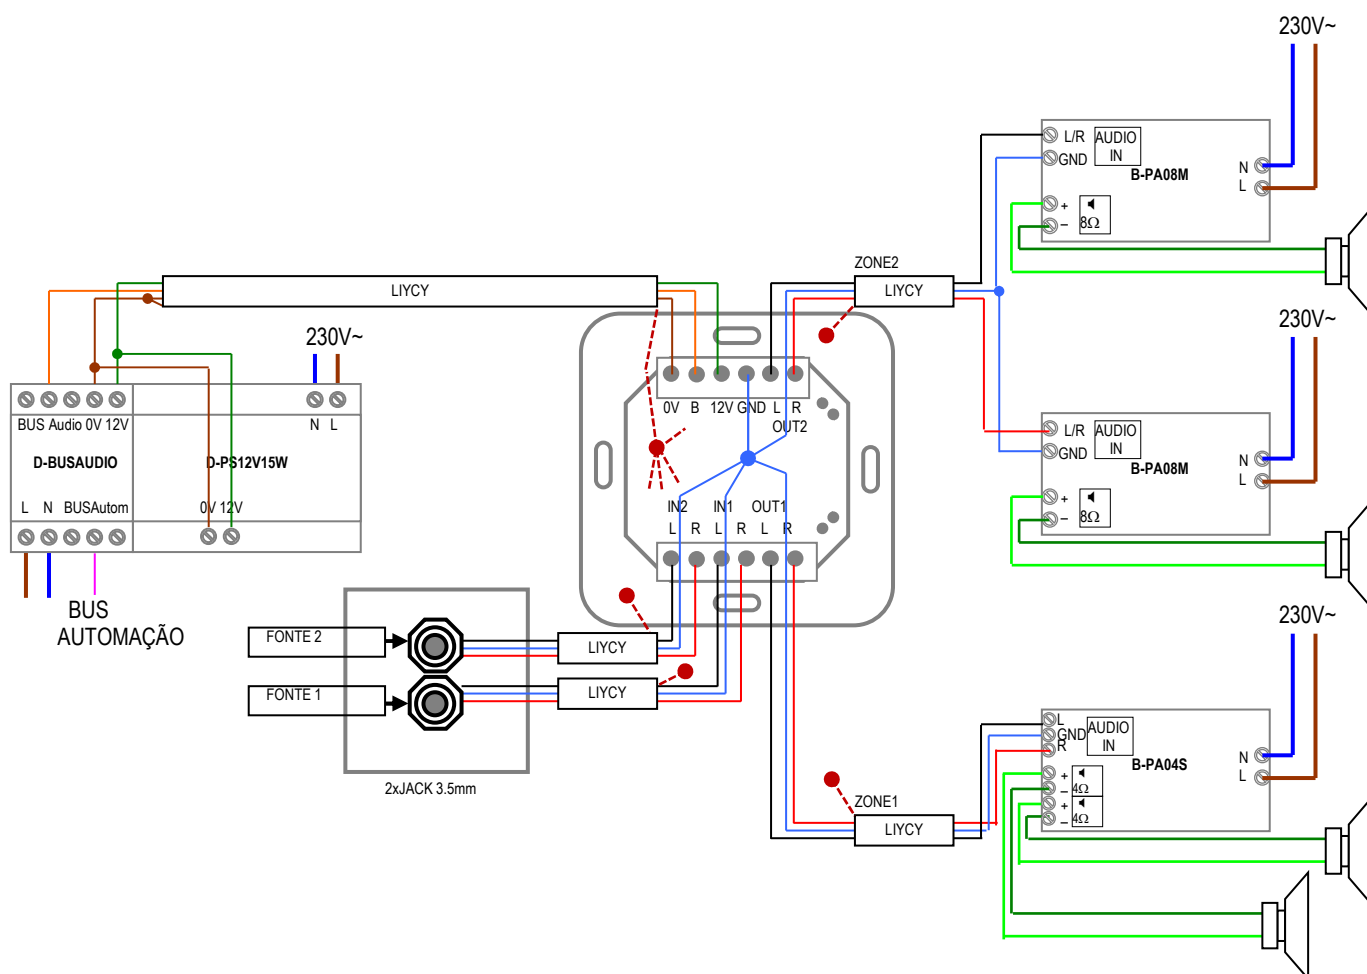 230V~
L/R
AUDIO
IN
GND
B-PA08M
N
L
+
8Ω
–
ZONE2
LIYCY
LIYCY
230V~
230V~
0V B 12V GND L R
OUT2
BUS Audio 0V 12V
N L
D-BUSAUDIO
D-PS12V15W
L/R
AUDIO
IN
GND
B-PA08M
N
L
+
8Ω
–
L N BUSAutom
0V 12V
IN2 IN1 OUT1
L R L R L R
BUS
AUTOMAÇÃO
230V~
FONTE 2
LIYCY
FONTE 1
LIYCY
2xJACK 3.5mm
ZONE1
LIYCY
L
GND
R
AUDIO
IN
B-PA04S
N
L
+
– 4Ω
+
– 4Ω